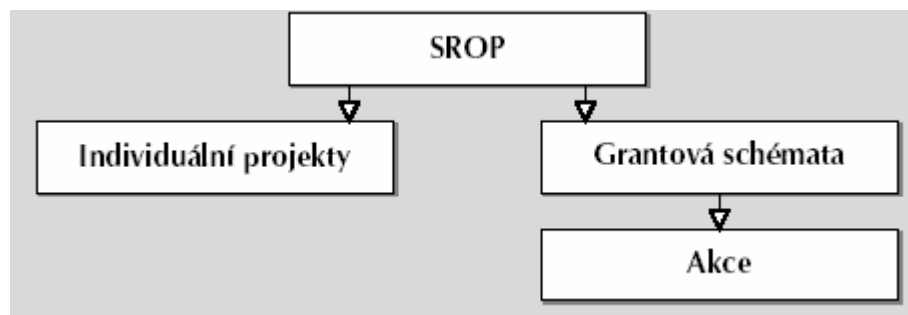 SROP
Individuální projekty
Grantová schémata
Akce